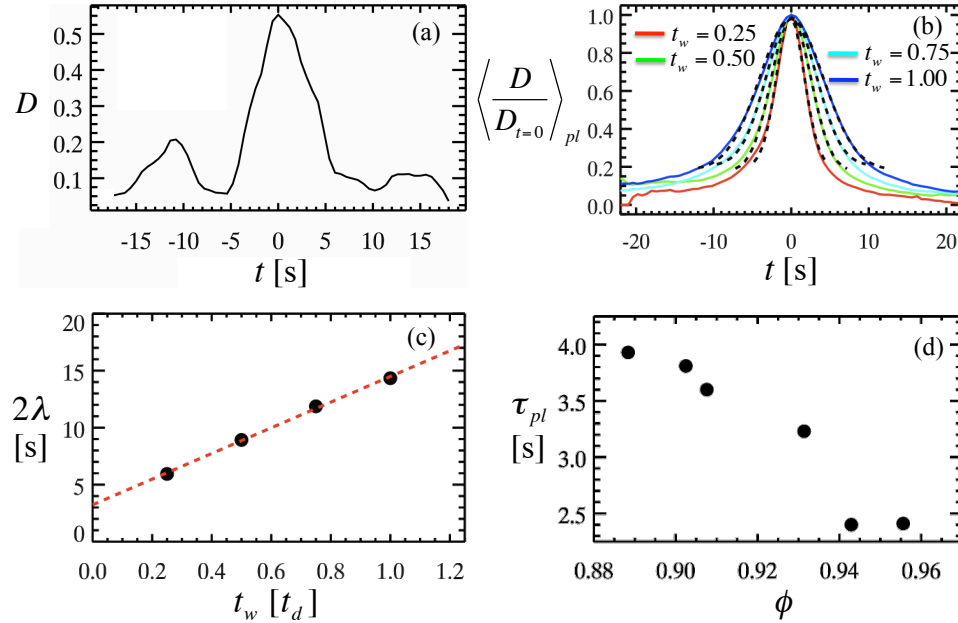 (a)
0.5
0.4
D
0.3
0.2
0.1
-15 -10 -5 0 5 10 15
t [s]
(b)
1.0
t_w = 0.25 t_w = 0.75
t_w = 0.50 t_w = 1.00
0.8
⟨D/D_{t=0}⟩_{pl}
0.6
0.4
0.2
0.0
-20 -10 0 10 20
t [s]
(c)
20
15
2λ
[s]
10
5
0
0.0 0.2 0.4 0.6 0.8 1.0 1.2
t_w [t_d]
(d)
4.0
τ_{pl}
3.5
[s]
3.0
2.5
0.88 0.90 0.92 0.94 0.96
ϕ